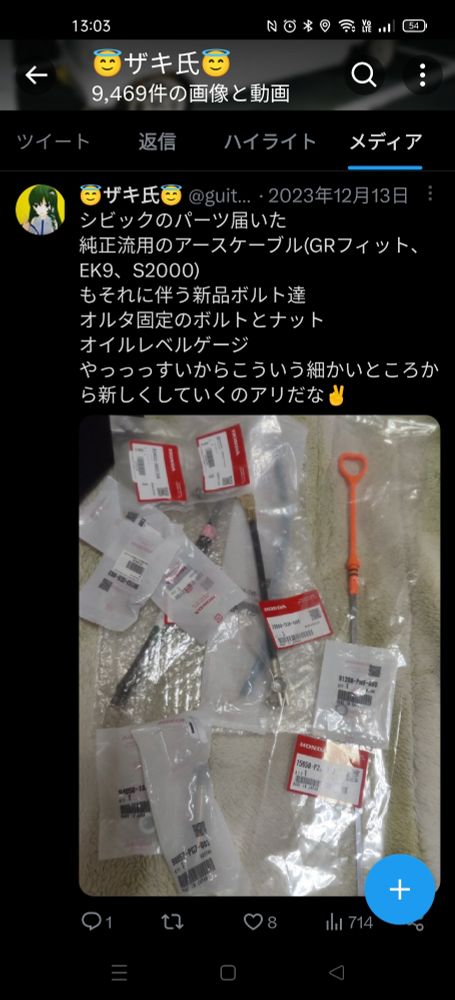 13:03
54
😇ザキ氏😇
9,469件の画像と動画
ツイート
返信
ハイライト
メディア
😇ザキ氏😇 @guit... · 2023年12月13日
シビックのパーツ届いた
純正流用のアースケーブル(GRフィット、
EK9、S2000)
もそれに伴う新品ボルト達
オルタ固定のボルトとナット
オイルレベルゲージ
やっっっすいからこういう細かいところか
ら新しくしていくのアリだな✌
HONDA
HONDA
HONDA
HONDA
1
8
714